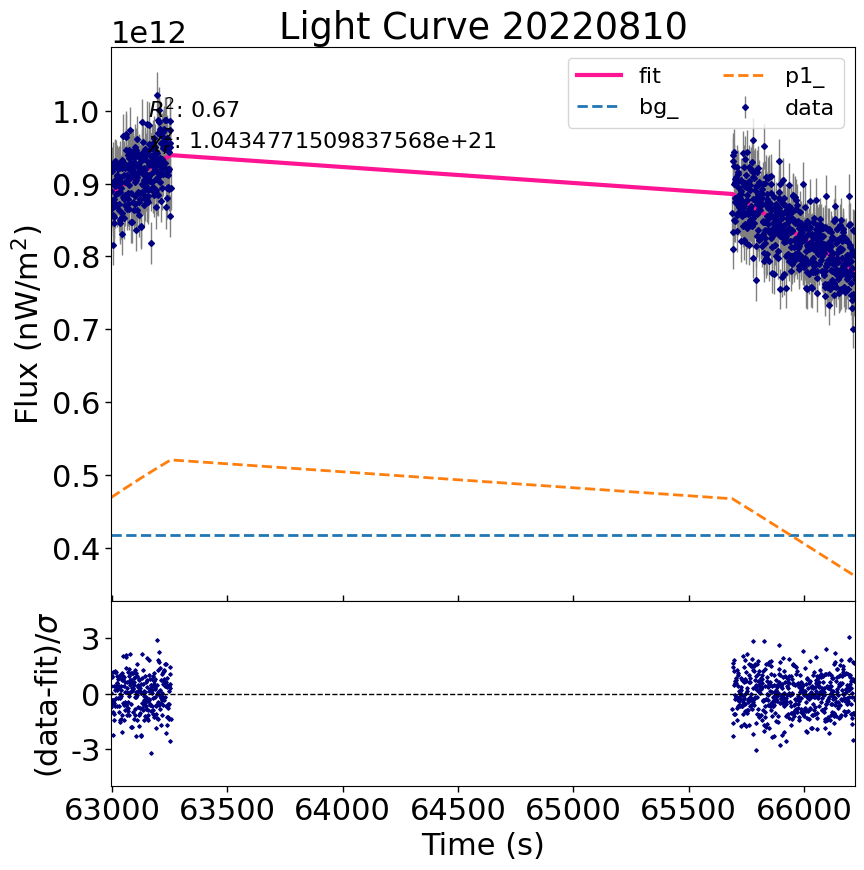 Light Curve 20220810
1e12
fit
bg_
p1_
data
R²: 0.67
: 1.0434771509837568e+21
Flux (nW/m²)
1.0
0.9
0.8
0.7
0.6
0.5
0.4
(data-fit)/σ
3
0
-3
63000 63500 64000 64500 65000 65500 66000
Time (s)